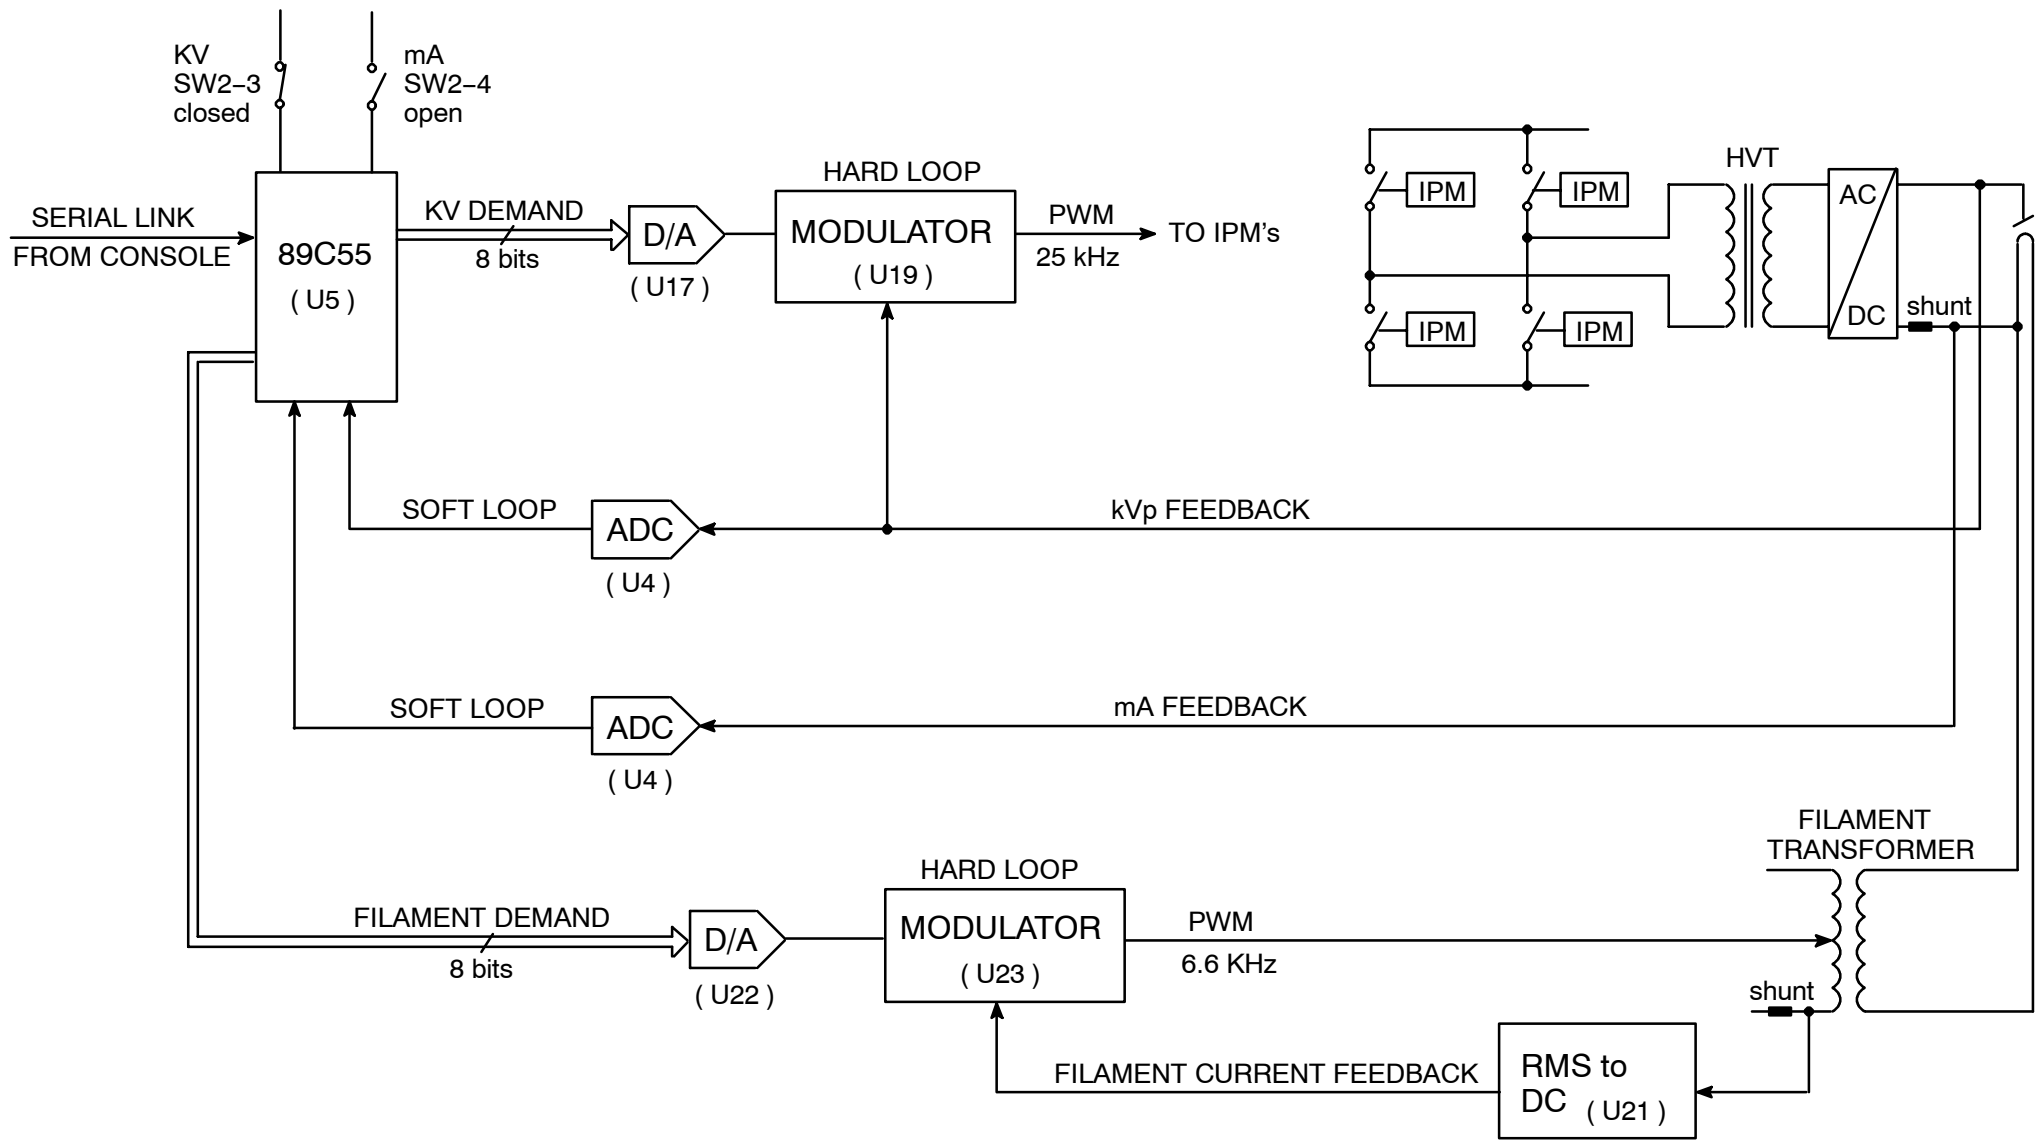 KV
SW2–3
closed
mA
SW2–4
open
SERIAL LINK
FROM CONSOLE
89C55
( U5 )
KV DEMAND
8 bits
D/A
( U17 )
HARD LOOP
MODULATOR
( U19 )
PWM
25 kHz
TO IPM's
IPM
IPM
IPM
IPM
HVT
AC
DC
shunt
SOFT LOOP
ADC
( U4 )
kVp FEEDBACK
SOFT LOOP
ADC
( U4 )
mA FEEDBACK
FILAMENT
TRANSFORMER
FILAMENT DEMAND
8 bits
D/A
( U22 )
HARD LOOP
MODULATOR
( U23 )
PWM
6.6 KHz
shunt
FILAMENT CURRENT FEEDBACK
RMS to
DC ( U21 )